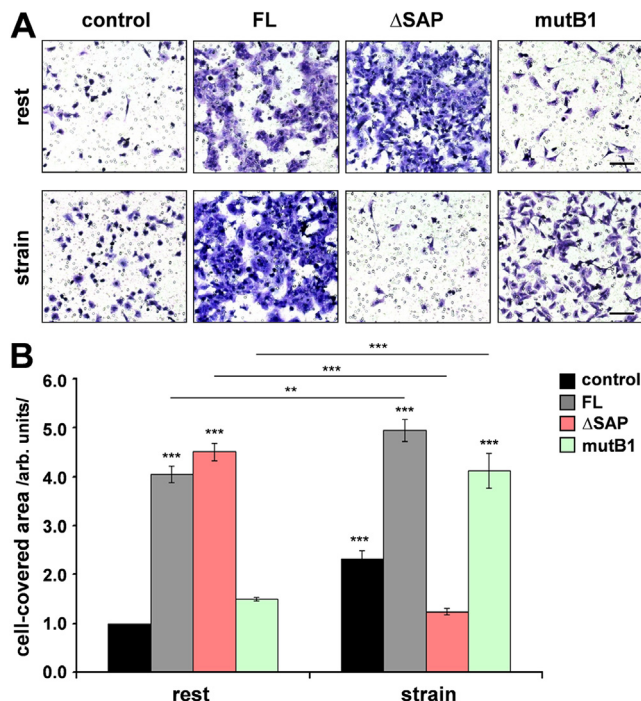 A
control FL ΔSAP mutB1
rest
strain
B
***
***
**
cell-covered area /arb. units/
6.0
5.0
4.0
3.0
2.0
1.0
0.0
*** *** *** *** ***
rest strain
control
FL
ΔSAP
mutB1